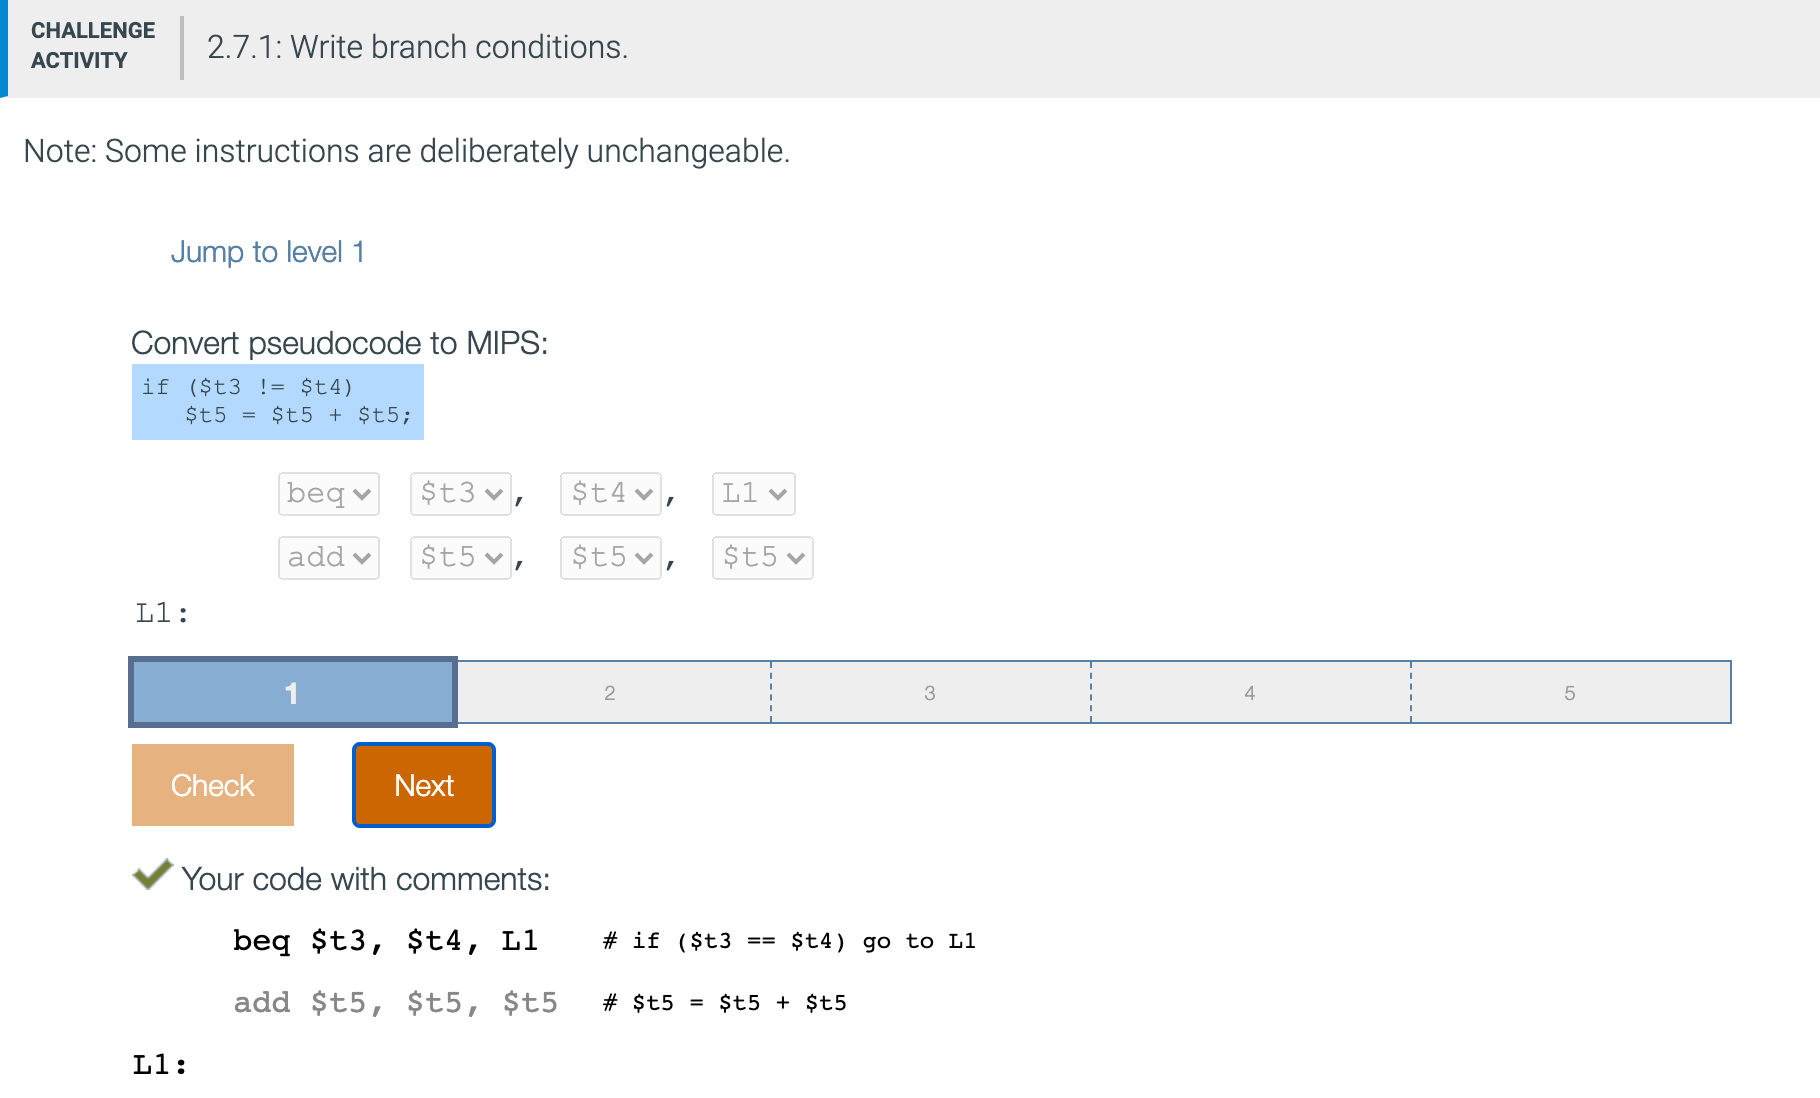 CHALLENGE
ACTIVITY
2.7.1: Write branch conditions.
Note: Some instructions are deliberately unchangeable.
Jump to level 1
Convert pseudocode to MIPS:
if ($t3 != $t4)
$t5 = $t5 + $t5;
beq $t3 , $t4 , L1
add $t5 , $t5 , $t5
L1:
1 2 3 4 5
Check Next
Your code with comments:
beq $t3, $t4, L1 # if ($t3 == $t4) go to L1
add $t5, $t5, $t5 # $t5 = $t5 + $t5
L1: